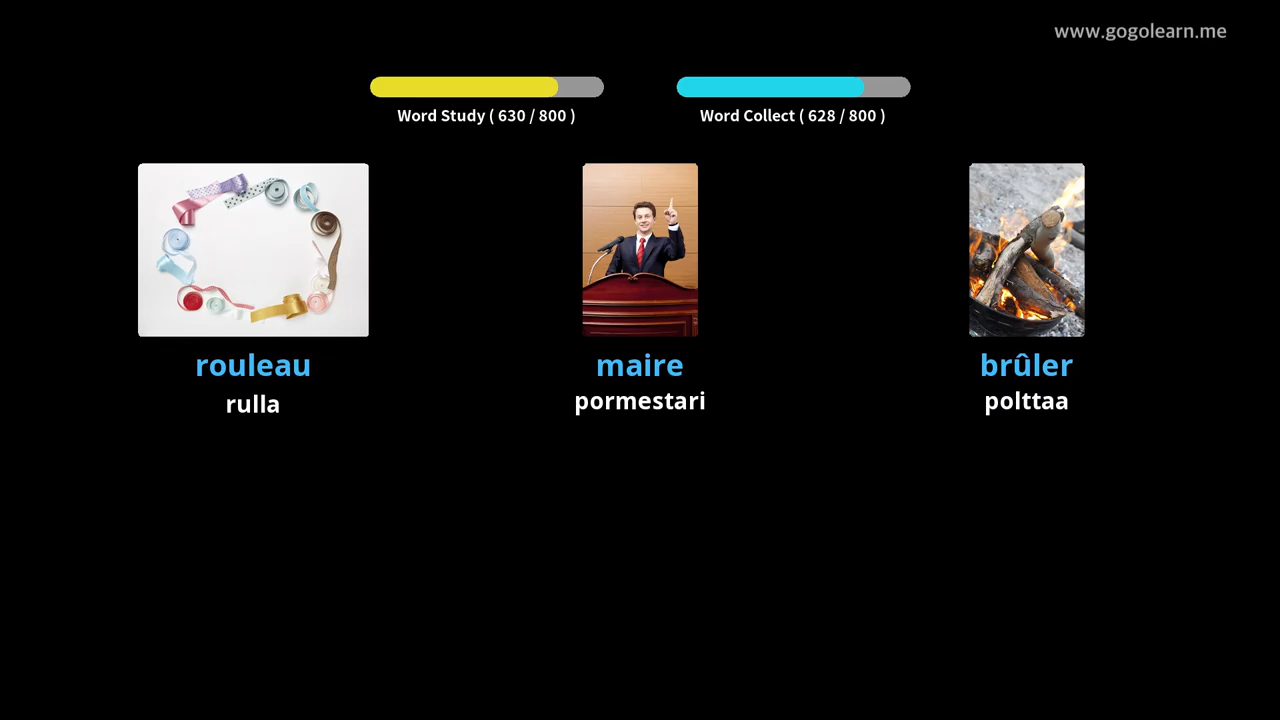 www.gogolearn.me
Word Study ( 630 / 800 )
Word Collect ( 628 / 800 )
rouleau
rulla
maire
pormestari
brûler
polttaa